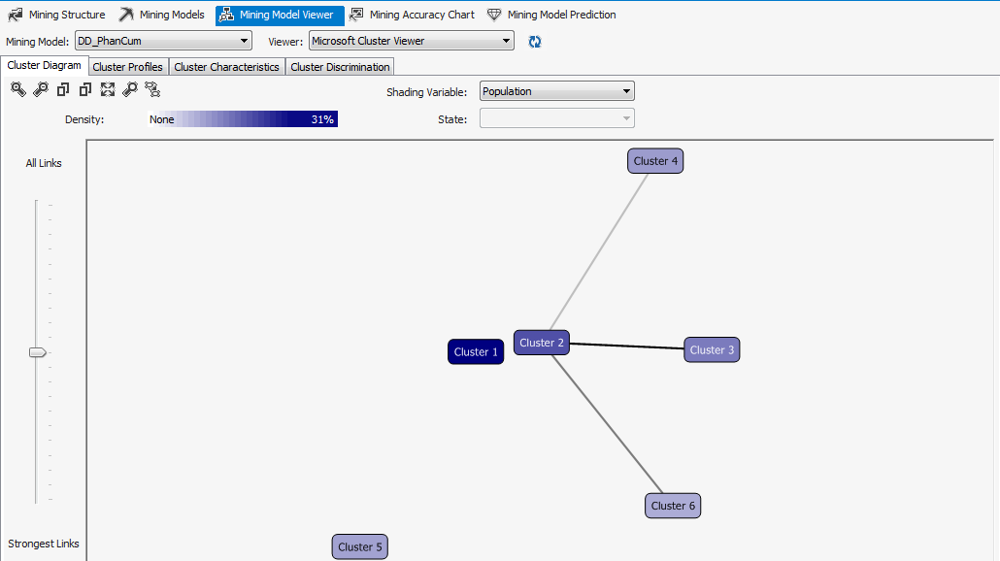 Mining Structure Mining Models Mining Model Viewer Mining Accuracy Chart Mining Model Prediction
Mining Model: DD_PhanCum Viewer: Microsoft Cluster Viewer
Cluster Diagram Cluster Profiles Cluster Characteristics Cluster Discrimination
Shading Variable: Population
Density: None 31% State:
All Links
Cluster 4
Cluster 2
Cluster 1
Cluster 3
Cluster 6
Strongest Links
Cluster 5